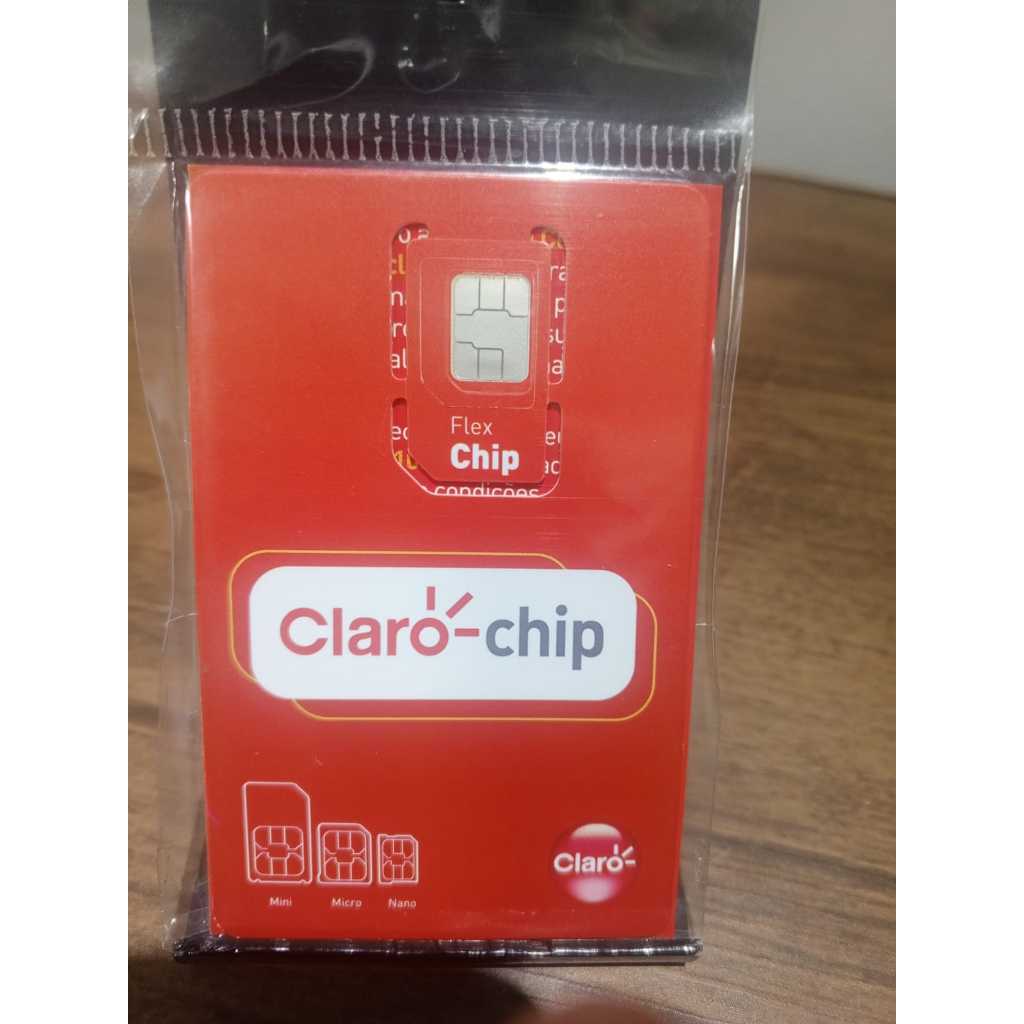 Flex
Chip
condições
Claro-chip
Mini Micro Nano
Claro